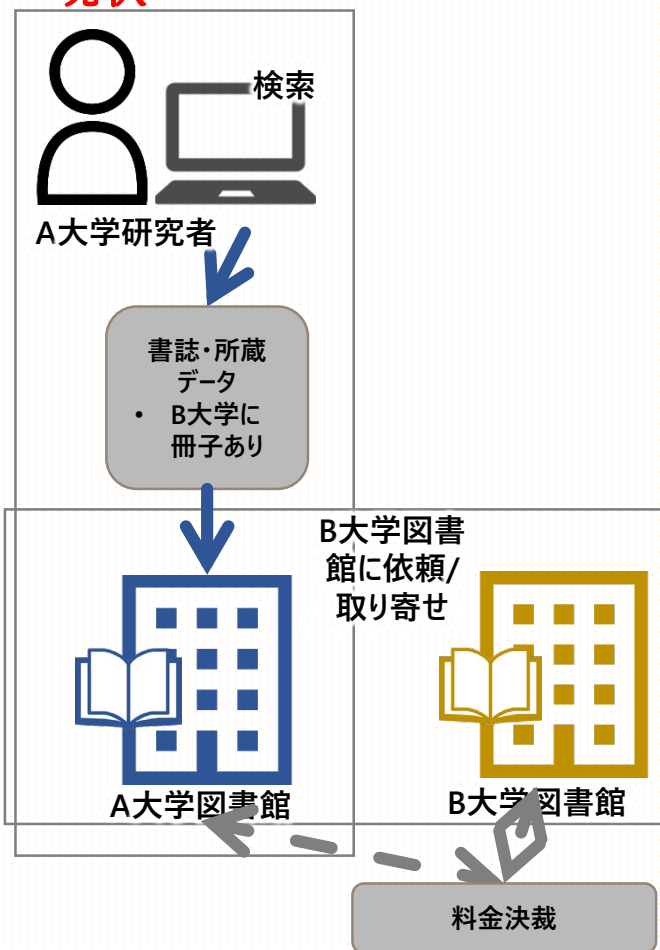 検索
A大学研究者
書誌・所蔵
データ
• B大学に
冊子あり
B大学図書
館に依頼/
取り寄せ
A大学図書館
B大学図書館
料金決裁